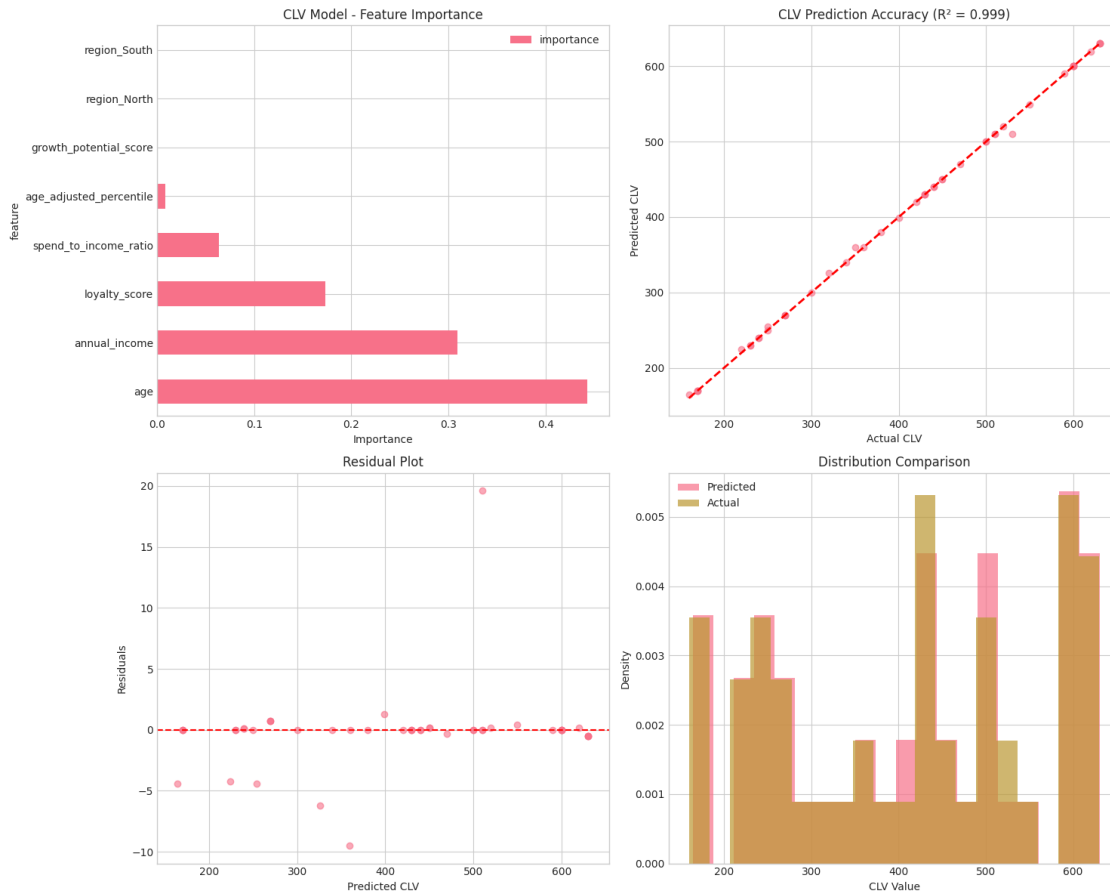 CLV Model - Feature Importance
importance
region_South
region_North
growth_potential_score
age_adjusted_percentile
spend_to_income_ratio
loyalty_score
annual_income
age
feature
0.0 0.1 0.2 0.3 0.4
Importance
CLV Prediction Accuracy (R² = 0.999)
600
500
400
300
200
Predicted CLV
200 300 400 500 600
Actual CLV
Residual Plot
20
15
10
5
0
−5
−10
Residuals
200 300 400 500 600
Predicted CLV
Distribution Comparison
Predicted
Actual
0.005
0.004
0.003
0.002
0.001
0.000
Density
200 300 400 500 600
CLV Value